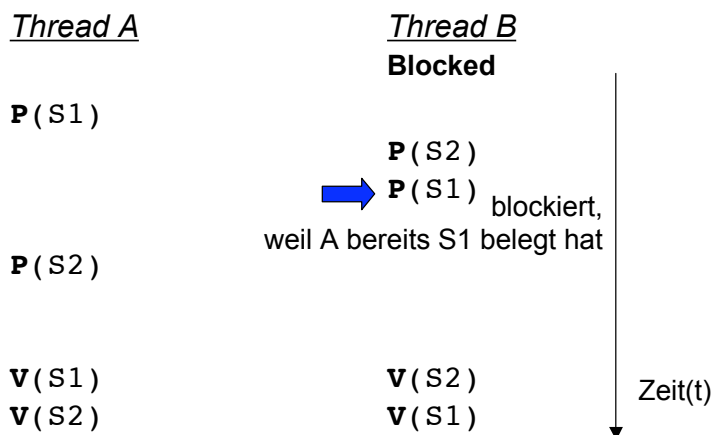 Thread A
Thread B
Blocked
P(S1)
P(S2)
P(S1) blockiert,
weil A bereits S1 belegt hat
P(S2)
V(S1)
V(S2)
V(S2)
V(S1)
Zeit(t)